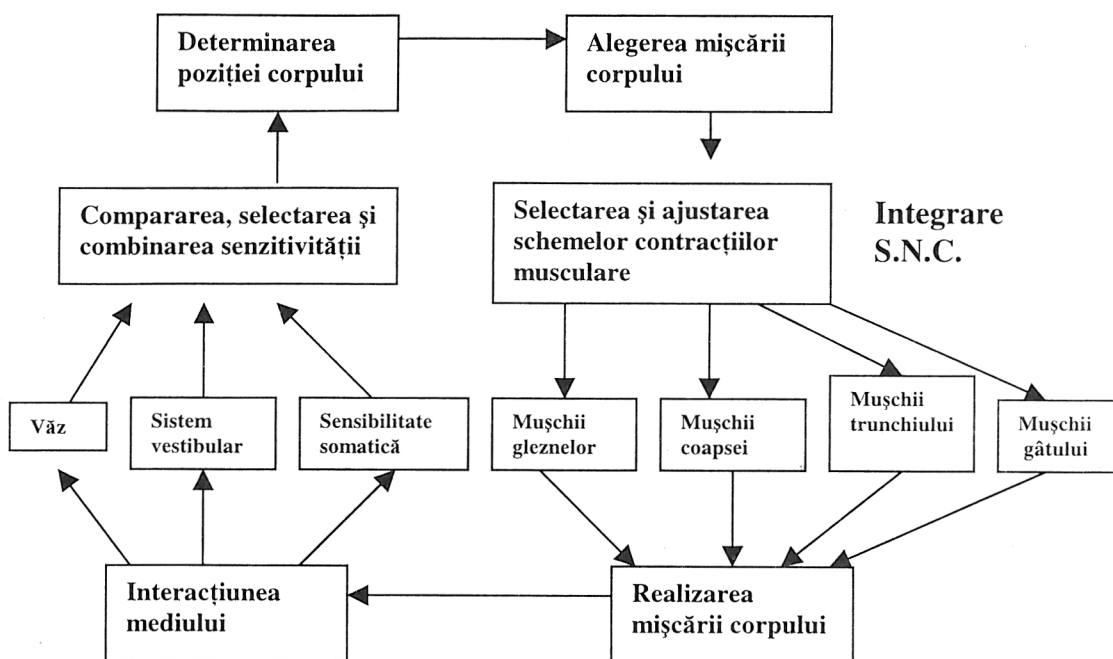 Determinarea
poziției corpului
Alegerea mișcării
corpului
Compararea, selectarea şi
combinarea senzitivității
Selectarea şi ajustarea
schemelor contracțiilor
musculare
Integrare
S.N.C.
Văz
Sistem
vestibular
Sensibilitate
somatică
Muşchii
gleznelor
Muşchii
coapsei
Muşchii
trunchiului
Muşchii
gâtului
Interacțiunea
mediului
Realizarea
mişcării corpului